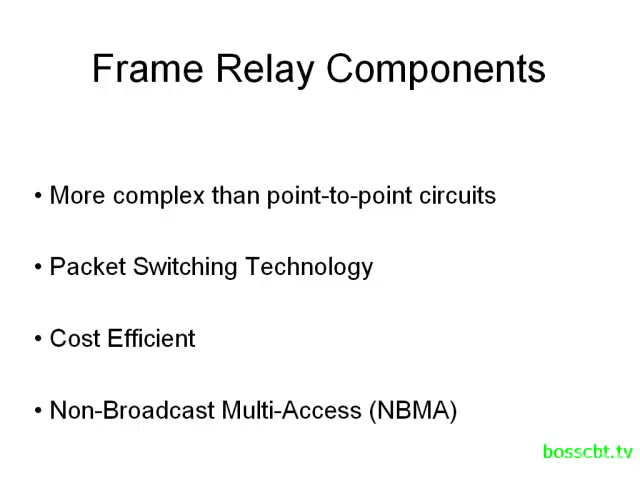 Frame Relay Components
• More complex than point-to-point circuits
• Packet Switching Technology
• Cost Efficient
• Non-Broadcast Multi-Access (NBMA)
bosscbt.tv